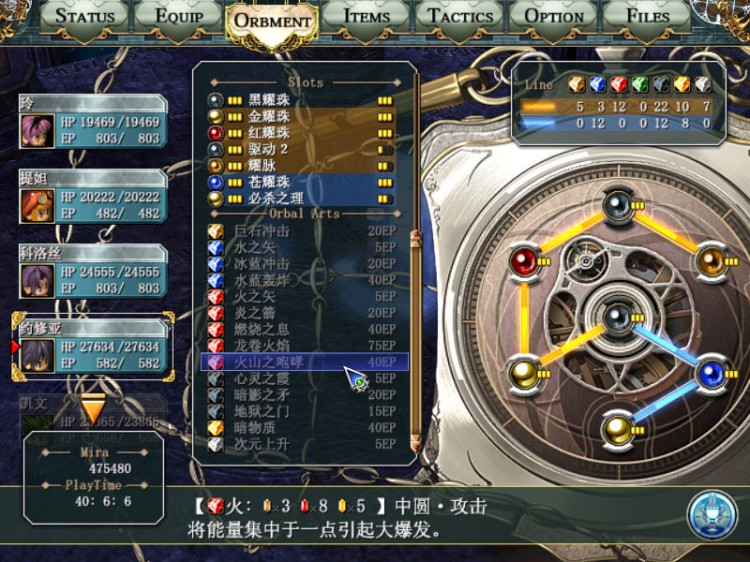 STATUS EQUIP ORBMENT ITEMS TACTICS OPTION FILES
玲
HP 19469/19469
EP 803/ 803
提妲
HP 20222/20222
EP 482/ 482
科洛丝
HP 24555/24555
EP 803/ 803
约修亚
HP 27634/27634
EP 582/ 582
凯文
Mira
475480
PlayTime
40: 6: 6
Slots
黑耀珠
金耀珠
红耀珠
驱动 2
耀脉
苍耀珠
必杀之理
Orbal Arts
巨石冲击 20EP
水之矢 5EP
冰蓝冲击 20EP
水蓝轰炸 40EP
火之矢 5EP
炎之箭 20EP
燃烧之息 40EP
龙卷火焰 75EP
火山之咆哮 40EP
心灵之霞 5EP
暗影之矛 20EP
地狱之门 15EP
暗物质 40EP
次元上升 5EP
Line
5 3 12 0 22 10 7
0 12 0 0 12 8 0
【火: ×3 ×8 ×5 】中圆·攻击
将能量集中于一点引起大爆发。